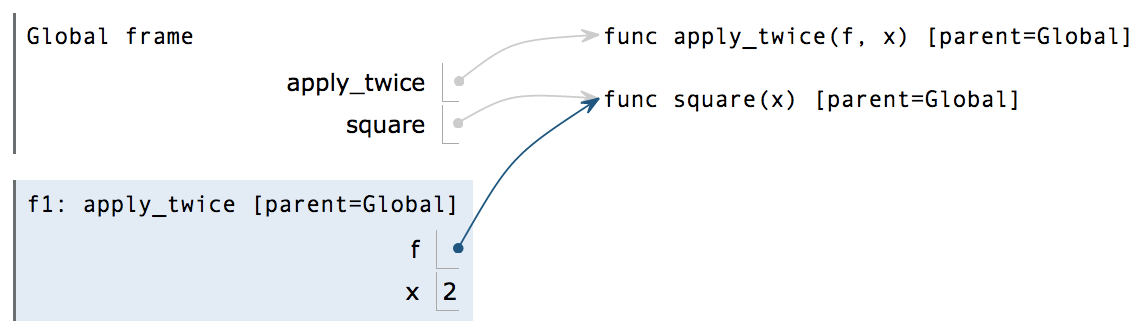 Global frame
func apply_twice(f, x) [parent=Global]
apply_twice
func square(x) [parent=Global]
square
f1: apply_twice [parent=Global]
f
x 2